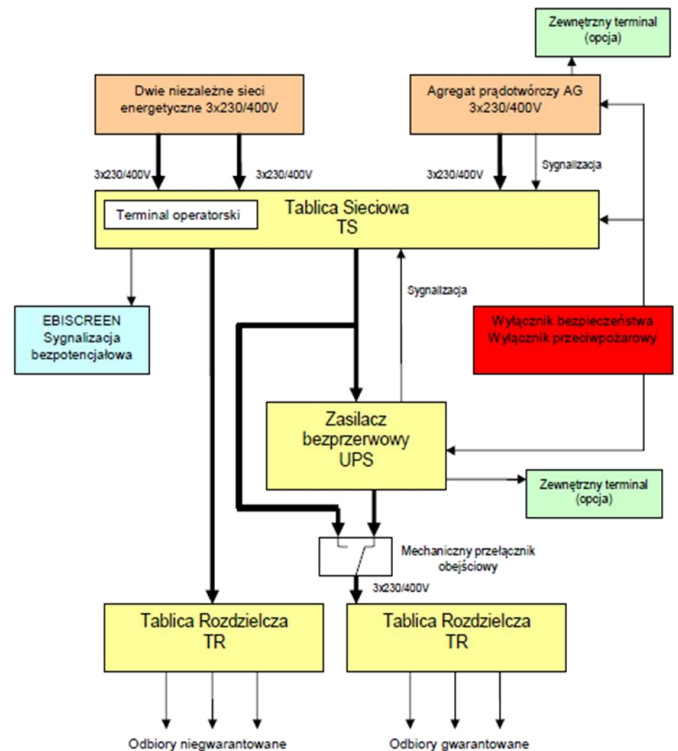 Zewnętrzny terminal
(opcja)
Dwie niezależne sieci
energetyczne 3x230/400V
Agregat prądotwórczy AG
3x230/400V
3x230/400V
3x230/400V
3x230/400V
Sygnalizacja
Terminal operatorski
Tablica Sieciowa
TS
Sygnalizacja
EBISCREEN
Sygnalizacja
bezpotencjałowa
Wyłącznik bezpieczeństwa
Wyłącznik przeciwpożarowy
Zasilacz
bezprzerwowy
UPS
Zewnętrzny terminal
(opcja)
Mechaniczny przełącznik
obejściowy
3x230/400V
Tablica Rozdzielcza
TR
Tablica Rozdzielcza
TR
Odbiory niegwarantowane
Odbiory gwarantowane